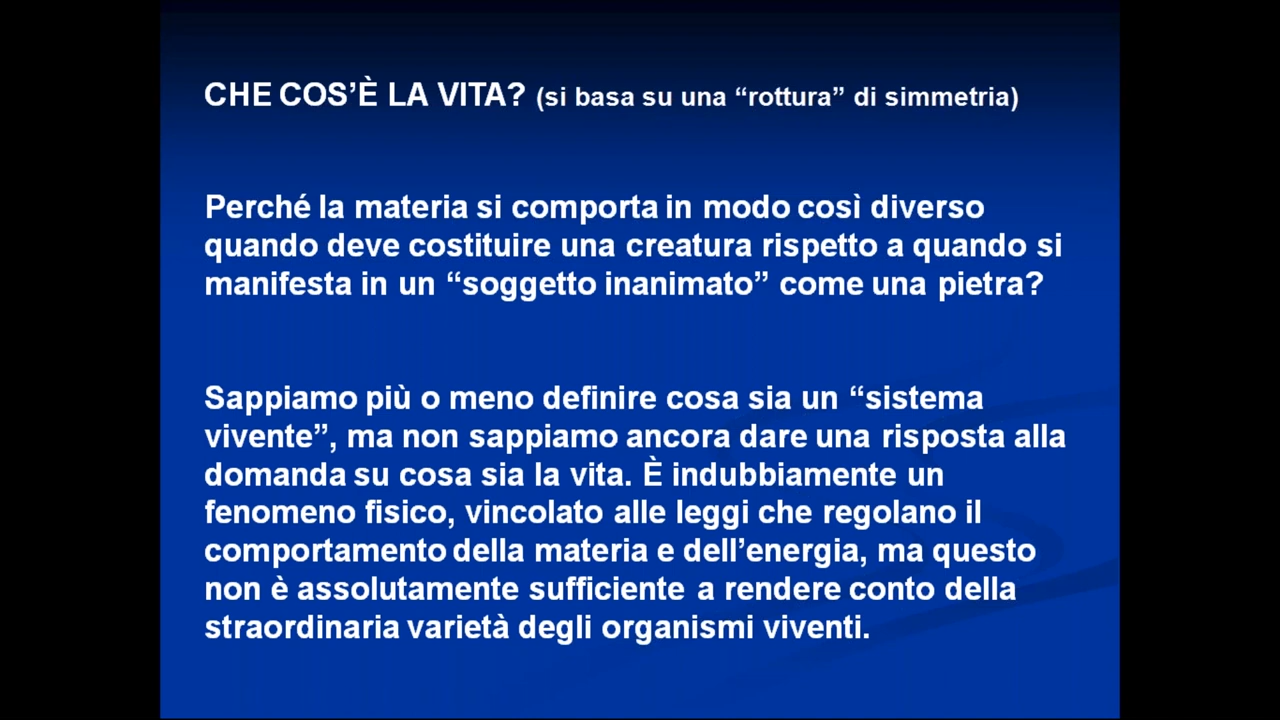 CHE COS’È LA VITA? (si basa su una “rottura” di simmetria)
Perché la materia si comporta in modo così diverso
quando deve costituire una creatura rispetto a quando si
manifesta in un “soggetto inanimato” come una pietra?
Sappiamo più o meno definire cosa sia un “sistema
vivente”, ma non sappiamo ancora dare una risposta alla
domanda su cosa sia la vita. È indubbiamente un
fenomeno fisico, vincolato alle leggi che regolano il
comportamento della materia e dell’energia, ma questo
non è assolutamente sufficiente a rendere conto della
straordinaria varietà degli organismi viventi.